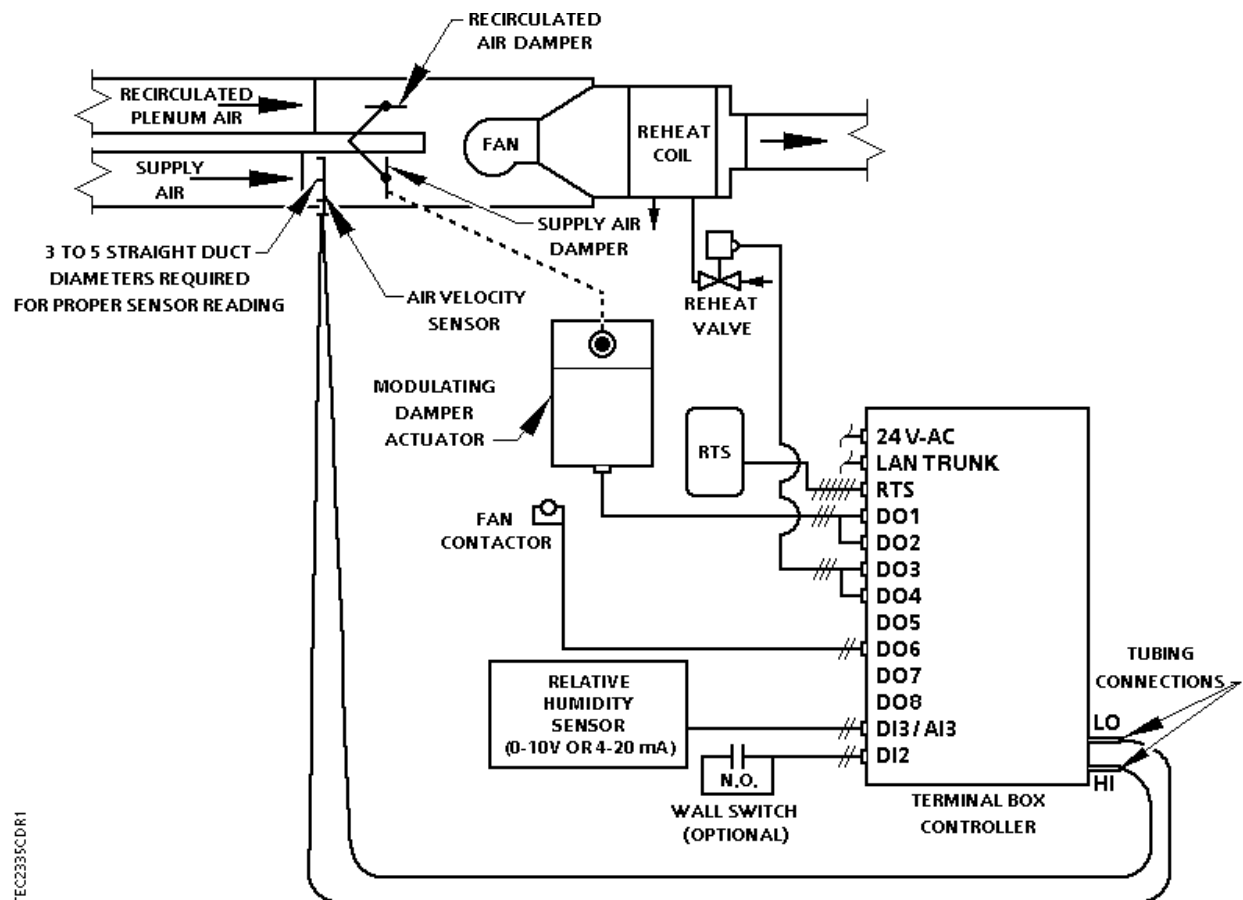 RECIRCULATED
AIR DAMPER
RECIRCULATED
PLENUM AIR
FAN
REHEAT
COIL
SUPPLY
AIR
SUPPLY AIR
DAMPER
3 TO 5 STRAIGHT DUCT
DIAMETERS REQUIRED
FOR PROPER SENSOR READING
AIR VELOCITY
SENSOR
REHEAT
VALVE
MODULATING
DAMPER
ACTUATOR
RTS
24 V-AC
LAN TRUNK
RTS
DO1
DO2
DO3
DO4
DO5
DO6
DO7
DO8
DI3 / AI3
DI2
FAN
CONTACTOR
RELATIVE
HUMIDITY
SENSOR
(0-10V OR 4-20 mA)
N.O.
WALL SWITCH
(OPTIONAL)
TUBING
CONNECTIONS
LO
HI
TERMINAL BOX
CONTROLLER
TEC2335CDR1